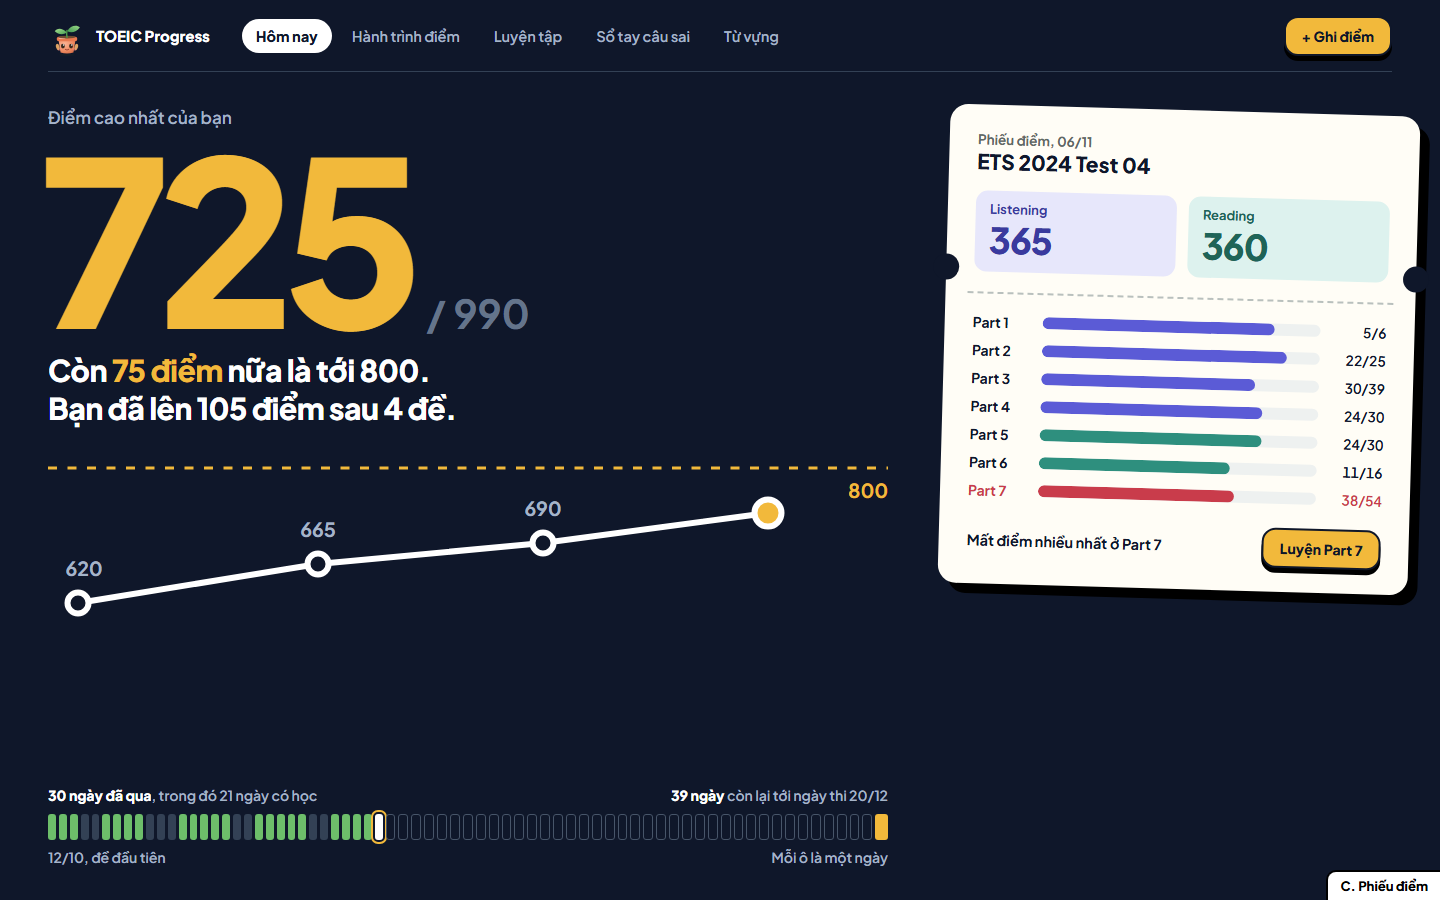 TOEIC Progress
Hôm nay
Hành trình điểm
Luyện tập
Sổ tay câu sai
Từ vựng
+ Ghi điểm
Điểm cao nhất của bạn
725 / 990
Còn 75 điểm nữa là tới 800.
Bạn đã lên 105 điểm sau 4 đề.
800
690
665
620
30 ngày đã qua, trong đó 21 ngày có học
39 ngày còn lại tới ngày thi 20/12
12/10, đề đầu tiên
Mỗi ô là một ngày
Phiếu điểm, 06/11
ETS 2024 Test 04
Listening
365
Reading
360
Part 1 5/6
Part 2 22/25
Part 3 30/39
Part 4 24/30
Part 5 24/30
Part 6 11/16
Part 7 38/54
Mất điểm nhiều nhất ở Part 7
Luyện Part 7
C. Phiếu điểm